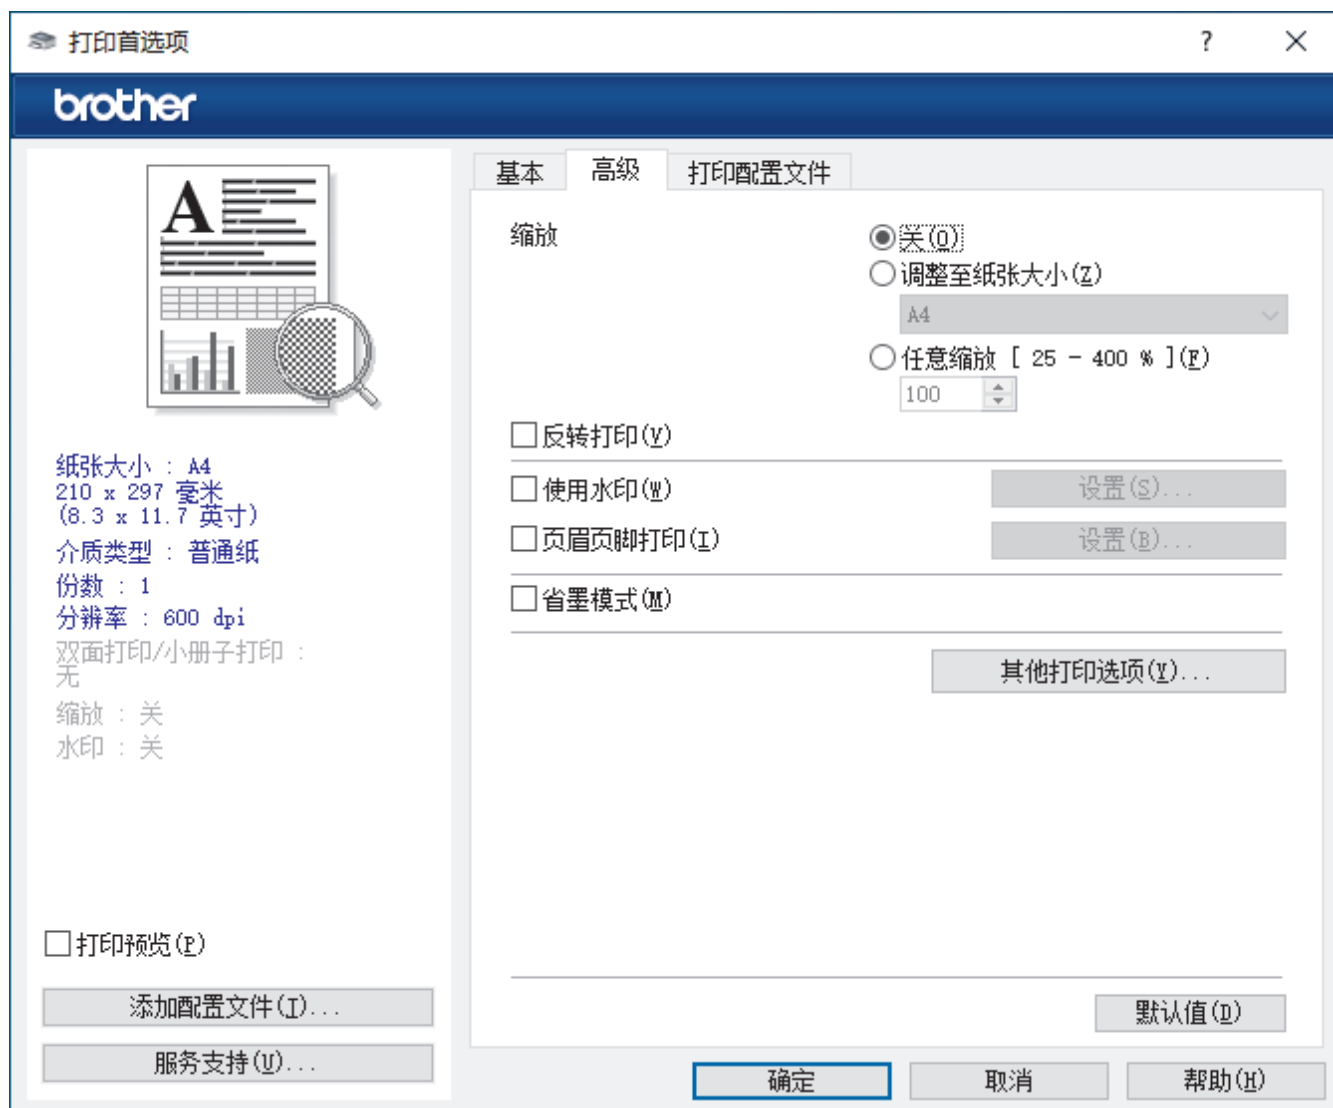 打印首选项
brother
A
纸张大小 : A4
210 x 297 毫米
(8.3 x 11.7 英寸)
介质类型 : 普通纸
份数 : 1
分辨率 : 600 dpi
双面打印/小册子打印 :
无
缩放 : 关
水印 : 关
打印预览(P)
添加配置文件(I)...
服务支持(U)...
基本 高级 打印配置文件
缩放
关(O)
调整至纸张大小(Z)
A4
任意缩放 [ 25 - 400 % ](F)
100
反转打印(V)
使用水印(W) 设置(S)...
页眉页脚打印(I) 设置(B)...
省墨模式(M)
其他打印选项(Y)...
默认值(D)
确定 取消 帮助(H)